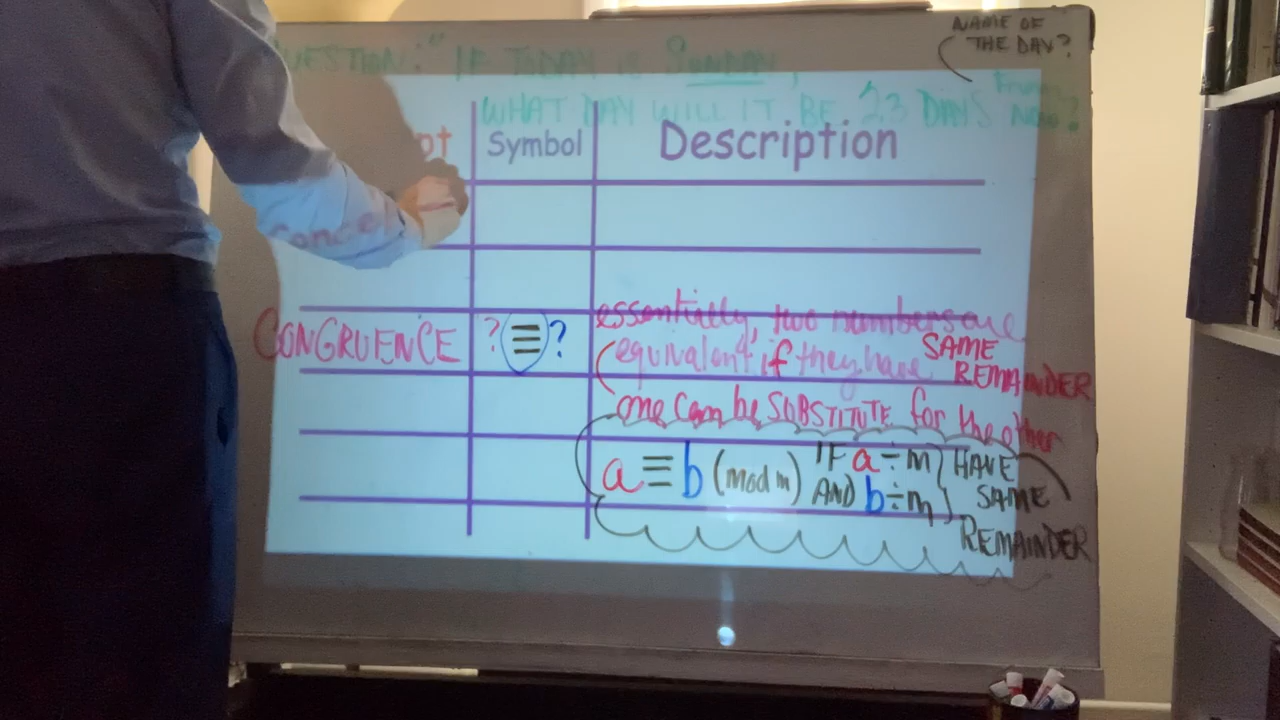 NAME OF
THE DAY?
QUESTION:" IF TODAY is SUNDAY,
WHAT DAY WILL IT BE 23 DAYS From Now?
Symbol Description
CONGRUENCE ? ≡ ?
essentially, two numbers are
equivalent if they have SAME
REMAINDER
one can be SUBSTITUTE for the other
a ≡ b (mod m) IF a ÷ m HAVE
AND b ÷ m SAME
REMAINDER